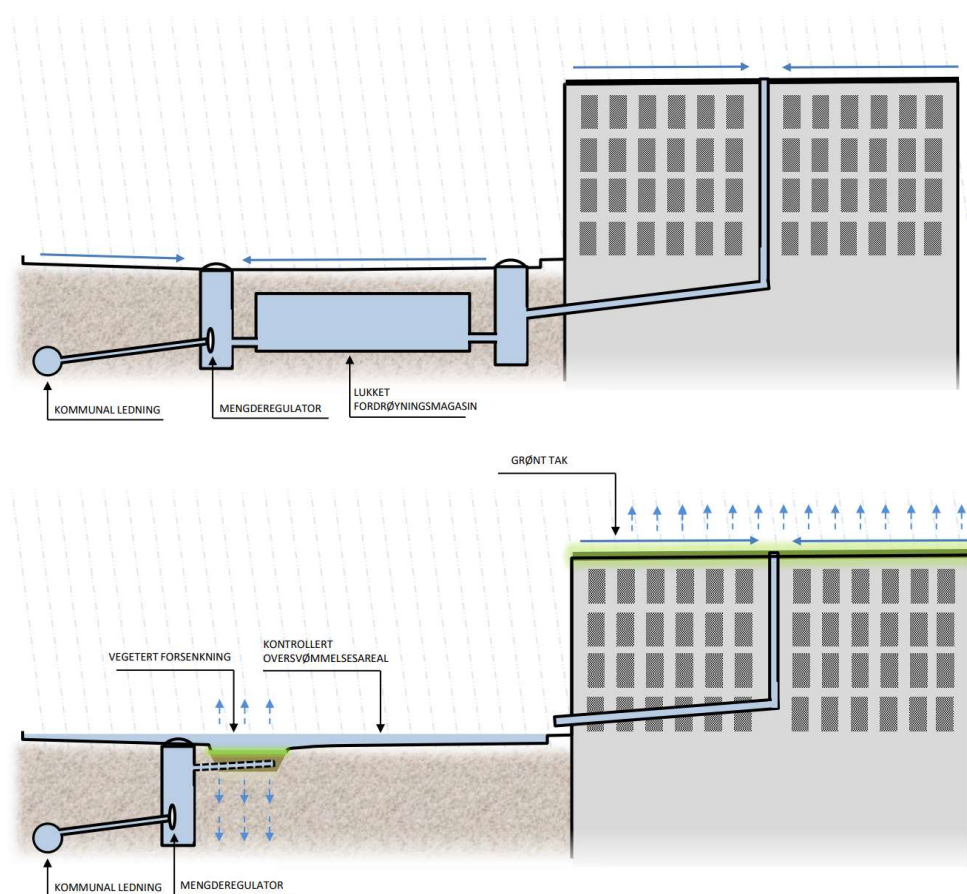 KOMMUNAL LEDNING
MENGDEREGULATOR
LUKKET
FORDRØYNINGSMAGASIN
GRØNT TAK
VEGETERT FORSENKNING
KONTROLLERT
OVERSVØMMELSESAREAL
KOMMUNAL LEDNING
MENGDEREGULATOR